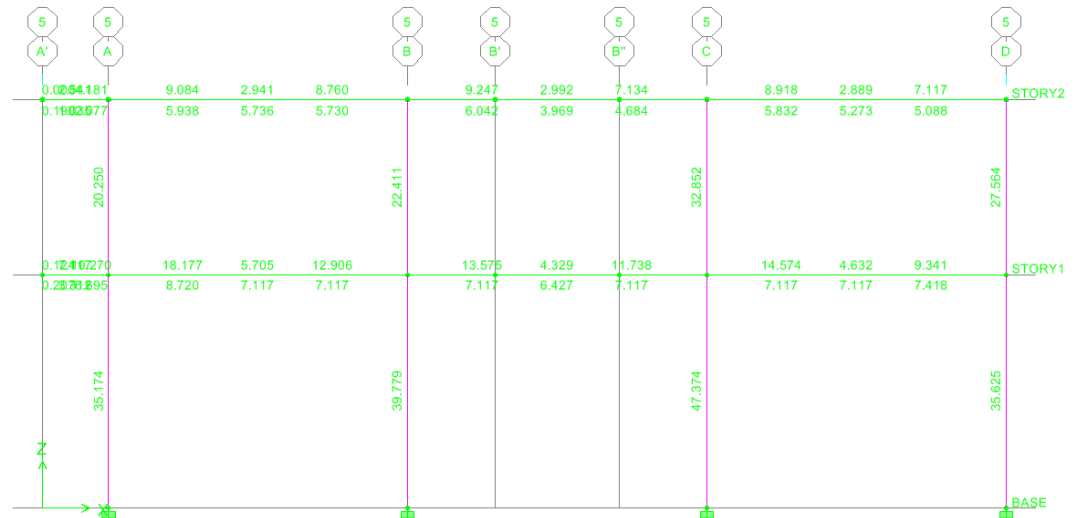 5 5 5 5 5 5 5
A' A B B' B" C D
9.084 2.941 8.760 9.247 2.992 7.134 8.918 2.889 7.117 STORY2
5.938 5.736 5.730 6.042 3.969 4.684 5.832 5.273 5.088
20.250 22.411 32.852 27.564
18.177 5.705 12.906 13.575 4.329 11.738 14.574 4.632 9.341 STORY1
8.720 7.117 7.117 7.117 6.427 7.117 7.117 7.117 7.418
35.174 39.779 47.374 35.625
Z
X BASE